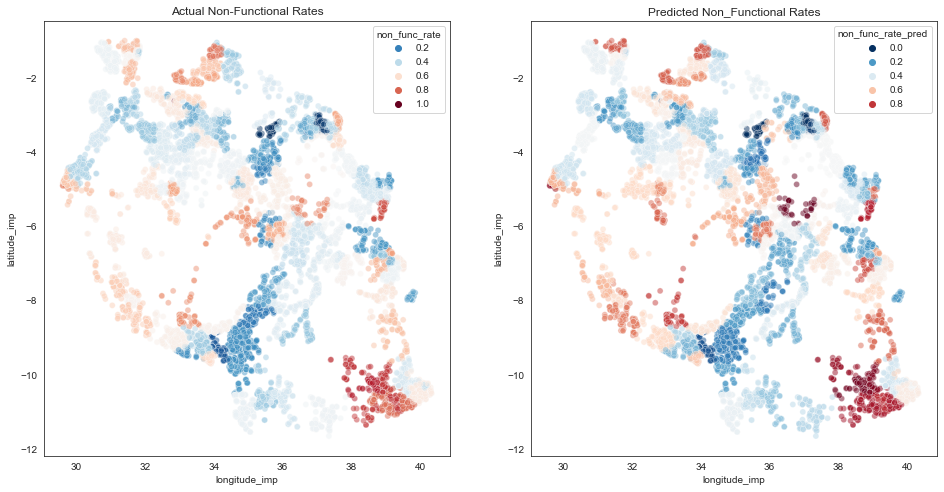 Actual Non-Functional Rates
non_func_rate
0.2
0.4
0.6
0.8
1.0
−2
−4
−6
−8
−10
−12
latitude_imp
30 32 34 36 38 40
longitude_imp
Predicted Non_Functional Rates
non_func_rate_pred
0.0
0.2
0.4
0.6
0.8
−2
−4
−6
−8
−10
−12
latitude_imp
30 32 34 36 38 40
longitude_imp